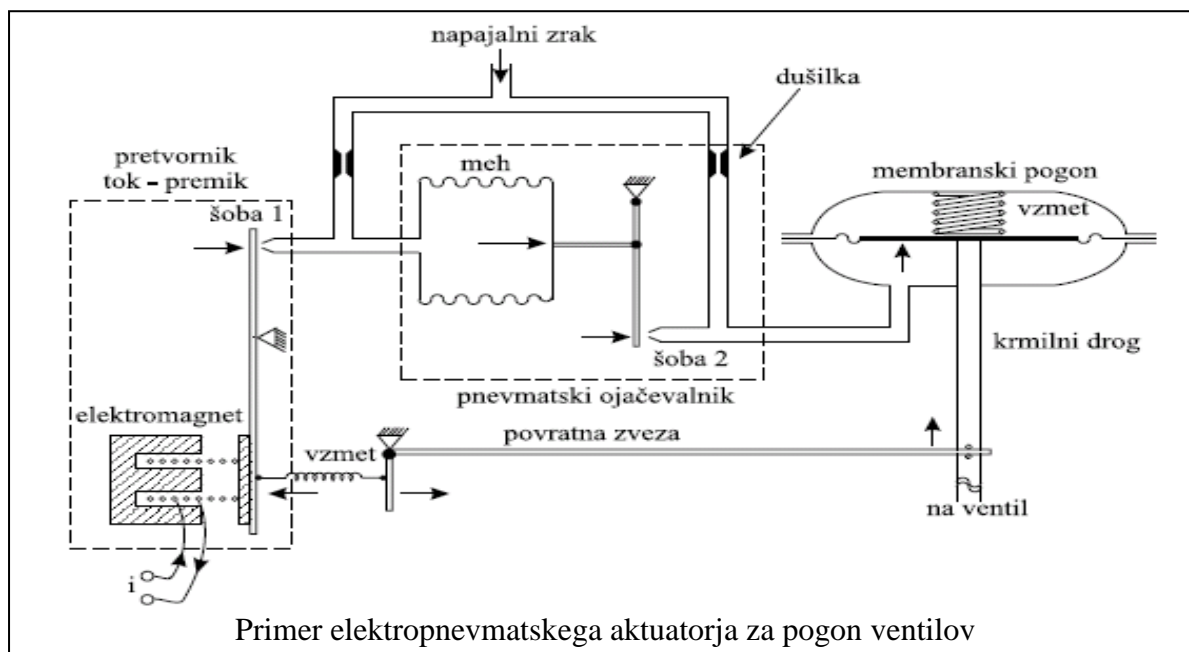 napajalni zrak
dušilka
pretvornik
tok - premik
meh
membranski pogon
šoba 1
vzmet
krmilni drog
šoba 2
pnevmatski ojačevalnik
elektromagnet
povratna zveza
vzmet
na ventil
i
Primer elektropnevmatskega aktuatorja za pogon ventilov